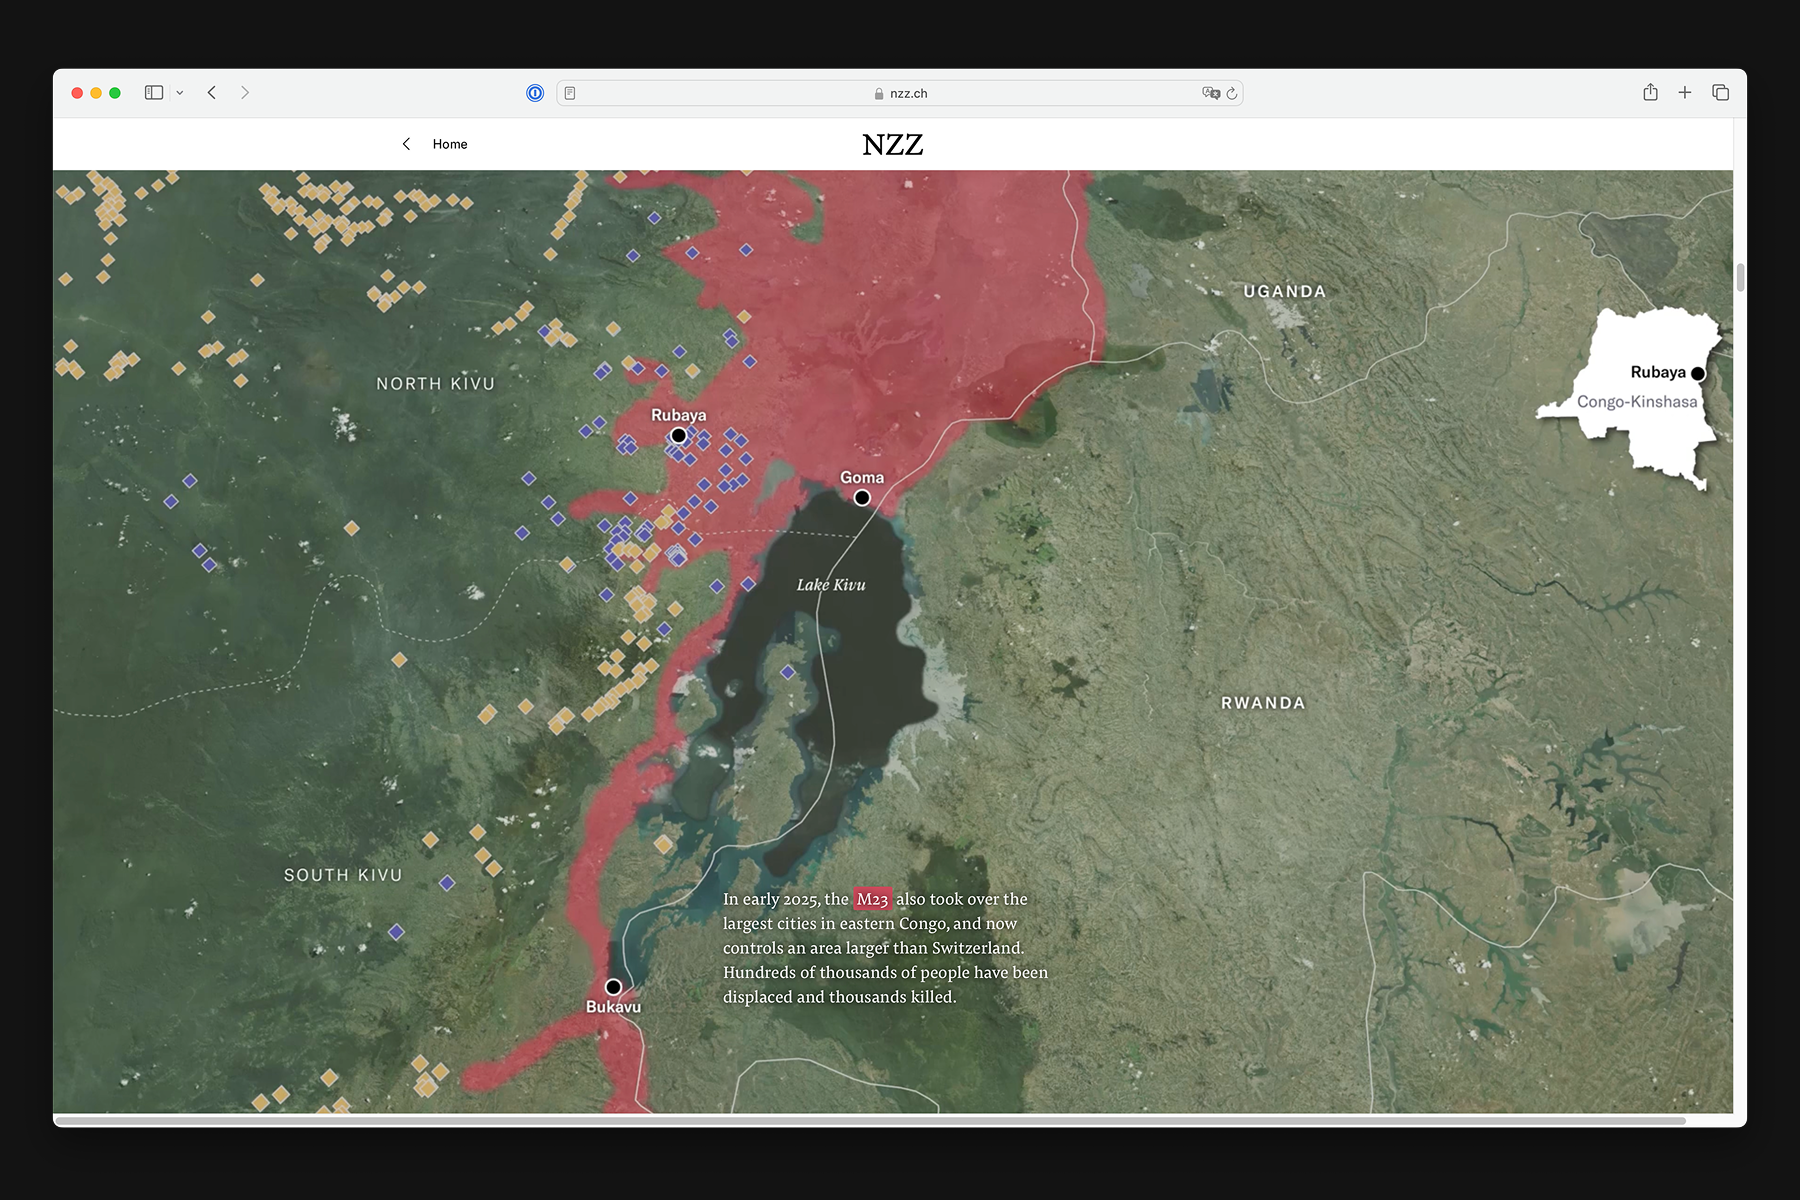 nzz.ch
Home
NZZ
UGANDA
Rubaya
Congo-Kinshasa
NORTH KIVU
Rubaya
Goma
Lake Kivu
RWANDA
SOUTH KIVU
In early 2025, the M23 also took over the
largest cities in eastern Congo, and now
controls an area larger than Switzerland.
Hundreds of thousands of people have been
displaced and thousands killed.
Bukavu